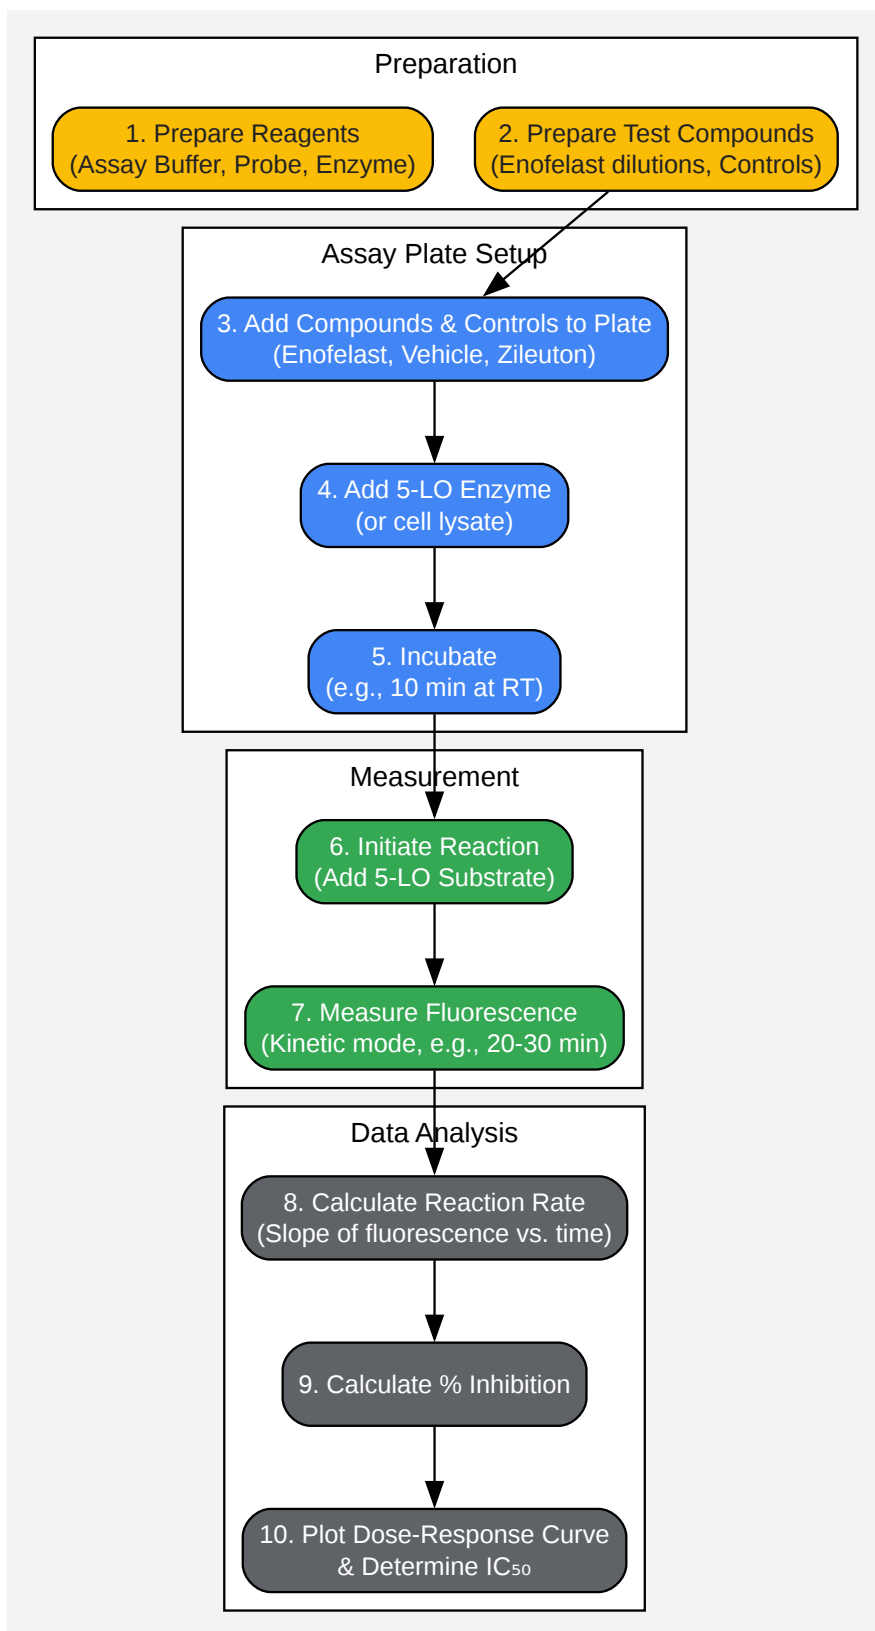 Preparation
1. Prepare Reagents
(Assay Buffer, Probe, Enzyme)
2. Prepare Test Compounds
(Enofelast dilutions, Controls)
Assay Plate Setup
3. Add Compounds & Controls to Plate
(Enofelast, Vehicle, Zileuton)
4. Add 5-LO Enzyme
(or cell lysate)
5. Incubate
(e.g., 10 min at RT)
Measurement
6. Initiate Reaction
(Add 5-LO Substrate)
7. Measure Fluorescence
(Kinetic mode, e.g., 20-30 min)
Data Analysis
8. Calculate Reaction Rate
(Slope of fluorescence vs. time)
9. Calculate % Inhibition
10. Plot Dose-Response Curve
& Determine IC₅₀